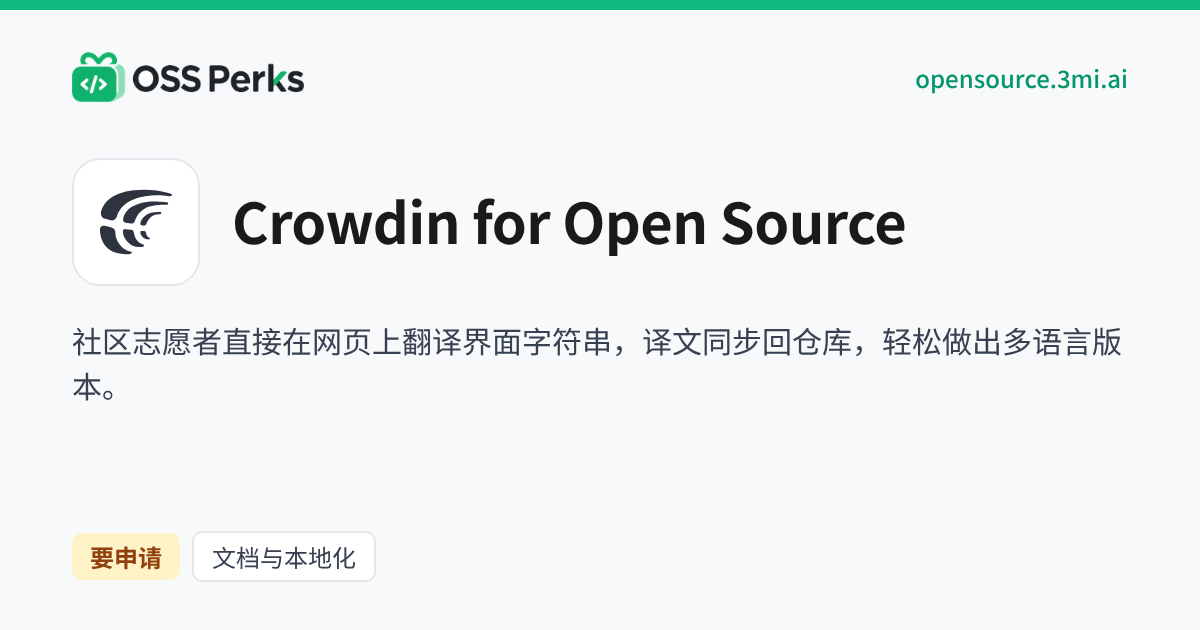 OSS Perks
opensource.3mi.ai
Crowdin for Open Source
社区志愿者直接在网页上翻译界面字符串，译文同步回仓库，轻松做出多语言版
本。
要申请
文档与本地化